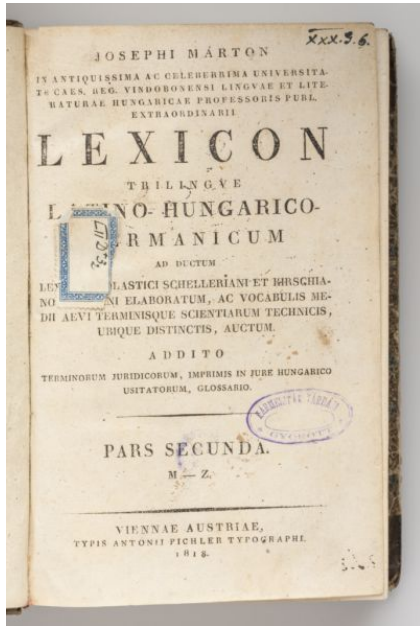 XXX.9.6.
JOSEPHI MÁRTON
IN ANTIQUISSIMA AC CELEBERRIMA UNIVERSITA-
TE CAES. REG. VINDOBONENSI LINGVAE ET LITE-
RATURAE HUNGARICAE PROFESSORIS PUBL.
EXTRAORDINARII
LEXICON
TRILINGVE
NO-HUNGARICO-
RMANICUM
AD DUCTUM
LASTICI SCHELLERIANI ET HIRSCHIA-
NI ELABORATUM, AC VOCABULIS ME-
DII AEVI TERMINISQUE SCIENTIARUM TECHNICIS,
UBIQUE DISTINCTIS, AUCTUM.
ADDITO
TERMINORUM JURIDICORUM, IMPRIMIS IN JURE HUNGARICO
USITATORUM, GLOSSARIO.
PARS SECUNDA.
M — Z.
VIENNAE AUSTRIAE,
TYPIS ANTONII PICHLER TYPOGRAPHI.
1818.